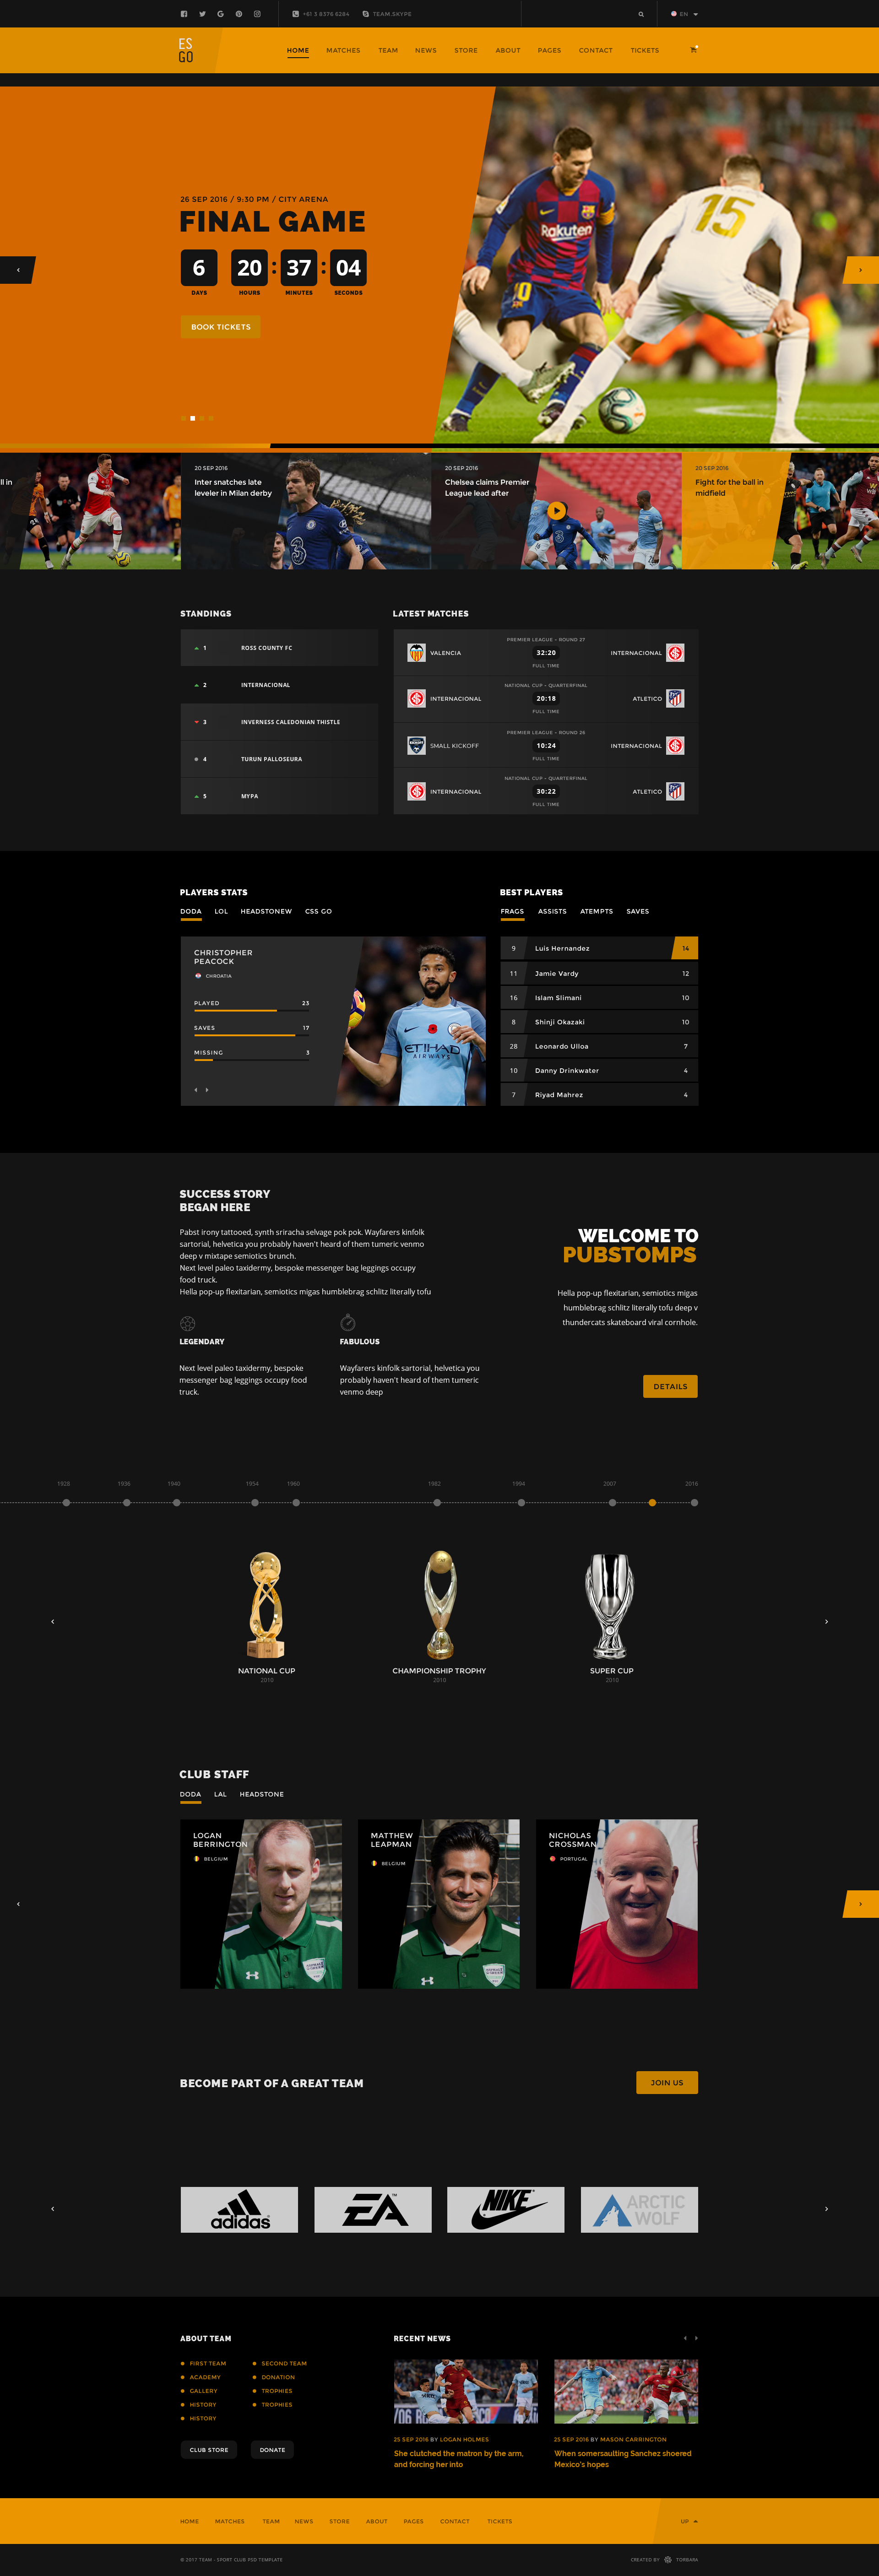 +61 3 8376 6284
TEAM.SKYPE
EN
ES
GO
HOME
MATCHES
TEAM
NEWS
STORE
ABOUT
PAGES
CONTACT
TICKETS
26 SEP 2016 / 9:30 PM / CITY ARENA
FINAL GAME
6 : 20 : 37 : 04
DAYS
HOURS
MINUTES
SECONDS
BOOK TICKETS
Rakuten
15
ll in
20 SEP 2016
Inter snatches late
leveler in Milan derby
3
20 SEP 2016
Chelsea claims Premier
League lead after
20 SEP 2016
Fight for the ball in
midfield
STANDINGS
1 ROSS COUNTY FC
2 INTERNACIONAL
3 INVERNESS CALEDONIAN THISTLE
4 TURUN PALLOSEURA
5 MYPA
LATEST MATCHES
PREMIER LEAGUE - ROUND 27
VALENCIA 32:20 INTERNACIONAL
FULL TIME
NATIONAL CUP - QUARTERFINAL
INTERNACIONAL 20:18 ATLETICO
FULL TIME
PREMIER LEAGUE - ROUND 26
SMALL KICKOFF 10:24 INTERNACIONAL
FULL TIME
NATIONAL CUP - QUARTERFINAL
INTERNACIONAL 30:22 ATLETICO
FULL TIME
PLAYERS STATS
DODA
LOL
HEADSTONEW
CSS GO
CHRISTOPHER
PEACOCK
CHROATIA
PLAYED 25
SAVES 17
MISSING 3
ETIHAD
AIRWAYS
BEST PLAYERS
FRAGS
ASSISTS
ATEMPTS
SAVES
9 Luis Hernandez 14
11 Jamie Vardy 12
16 Islam Slimani 10
8 Shinji Okazaki 10
28 Leonardo Ulloa 7
10 Danny Drinkwater 4
7 Riyad Mahrez 4
SUCCESS STORY
BEGAN HERE
Pabst irony tattooed, synth sriracha selvage pok pok. Wayfarers kinfolk
sartorial, helvetica you probably haven't heard of them tumeric venmo
deep v mixtape semiotics brunch.
Next level paleo taxidermy, bespoke messenger bag leggings occupy
food truck.
Hella pop-up flexitarian, semiotics migas humblebrag schlitz literally tofu
LEGENDARY
Next level paleo taxidermy, bespoke
messenger bag leggings occupy food
truck.
FABULOUS
Wayfarers kinfolk sartorial, helvetica you
probably haven't heard of them tumeric
venmo deep
WELCOME TO
PUBSTOMPS
Hella pop-up flexitarian, semiotics migas
humblebrag schlitz literally tofu deep v
thundercats skateboard viral cornhole.
DETAILS
1928
1936
1940
1954
1960
1982
1994
2007
2016
NATIONAL CUP
2010
CHAMPIONSHIP TROPHY
2010
SUPER CUP
2010
CLUB STAFF
DODA
LAL
HEADSTONE
LOGAN
BERRINGTON
BELGIUM
MATTHEW
LEAPMAN
BELGIUM
NICHOLAS
CROSSMAN
PORTUGAL
BECOME PART OF A GREAT TEAM
JOIN US
adidas
EA
NIKE
ARCTIC
WOLF
ABOUT TEAM
FIRST TEAM
ACADEMY
GALLERY
HISTORY
HISTORY
SECOND TEAM
DONATION
TROPHIES
TROPHIES
CLUB STORE
DONATE
RECENT NEWS
25 SEP 2016 BY LOGAN HOLMES
She clutched the matron by the arm,
and forcing her into
25 SEP 2016 BY MASON CARRINGTON
When somersaulting Sanchez shoered
Mexico's hopes
HOME
MATCHES
TEAM
NEWS
STORE
ABOUT
PAGES
CONTACT
TICKETS
UP
© 2017 TEAM - SPORT CLUB PSD TEMPLATE
CREATED BY TORBARA